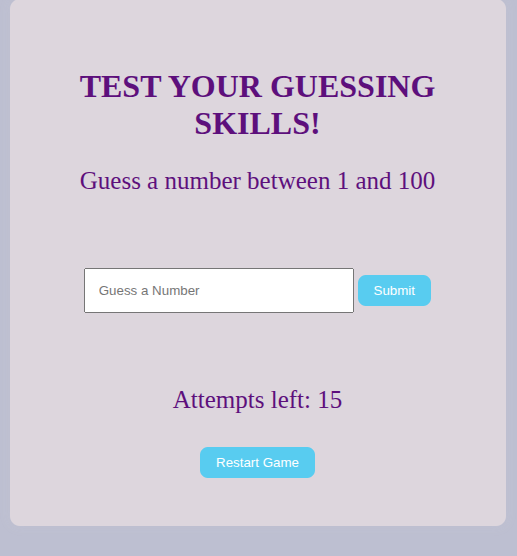 TEST YOUR GUESSING
SKILLS!
Guess a number between 1 and 100
Guess a Number
Submit
Attempts left: 15
Restart Game